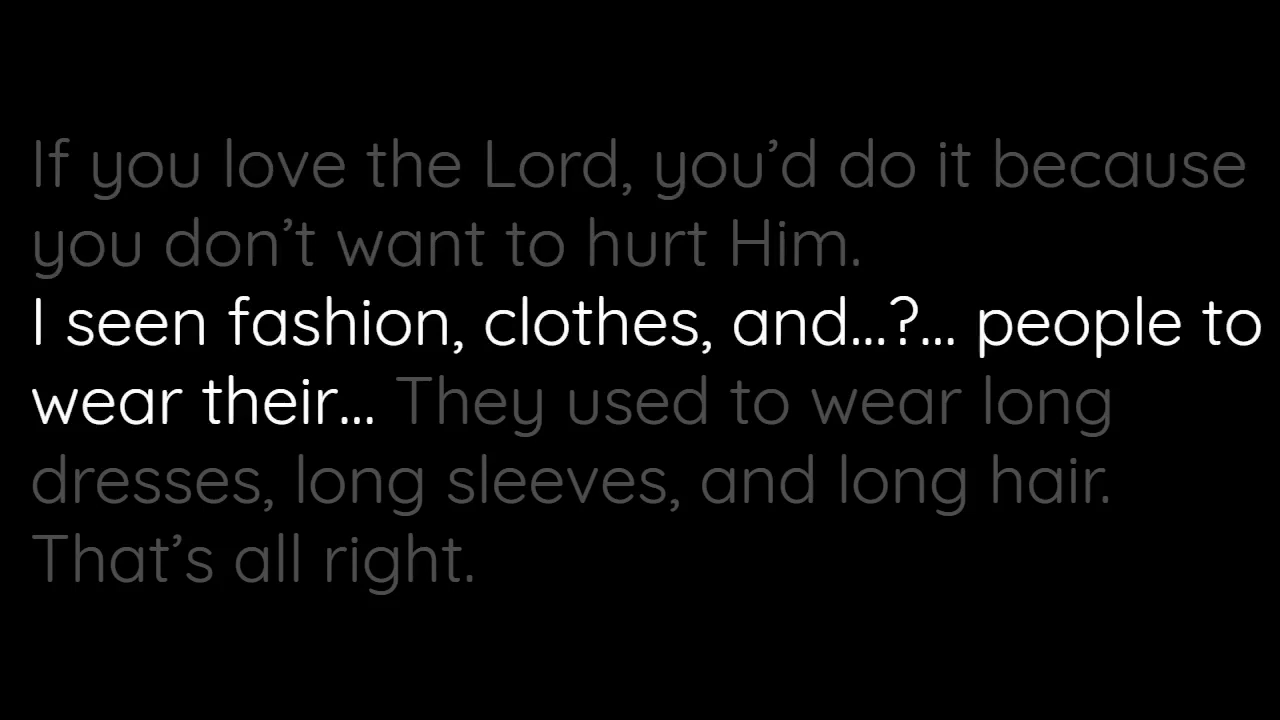 If you love the Lord, you’d do it because
you don’t want to hurt Him.
I seen fashion, clothes, and...?... people to
wear their... They used to wear long
dresses, long sleeves, and long hair.
That’s all right.